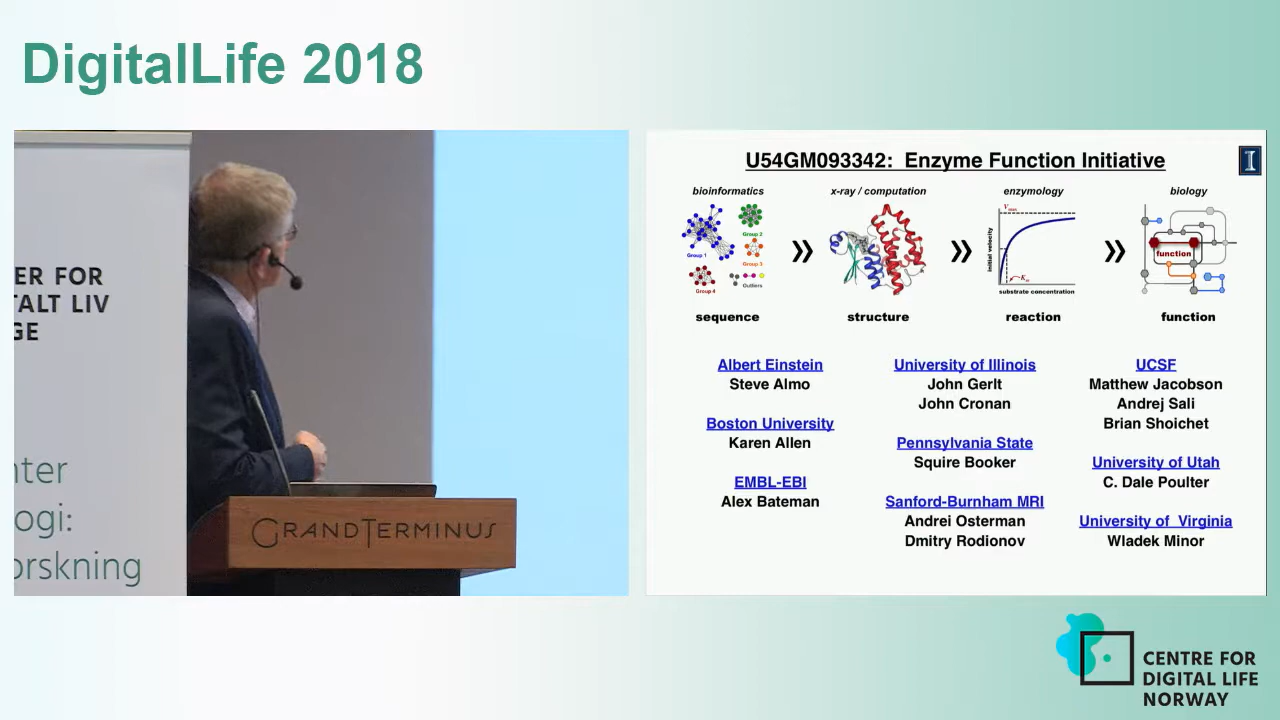 DigitalLife 2018
ER FOR
TALT LIV
GE
nter
ogi:
orskning
GRANDTERMINUS
U54GM093342: Enzyme Function Initiative
I
bioinformatics
x-ray / computation
enzymology
biology
Group 1
Group 2
Group 3
Group 4
Outliers
initial velocity
substrate concentration
function
sequence
structure
reaction
function
Albert Einstein
Steve Almo
Boston University
Karen Allen
EMBL-EBI
Alex Bateman
University of Illinois
John Gerlt
John Cronan
Pennsylvania State
Squire Booker
Sanford-Burnham MRI
Andrei Osterman
Dmitry Rodionov
UCSF
Matthew Jacobson
Andrej Sali
Brian Shoichet
University of Utah
C. Dale Poulter
University of Virginia
Wladek Minor
CENTRE FOR
DIGITAL LIFE
NORWAY